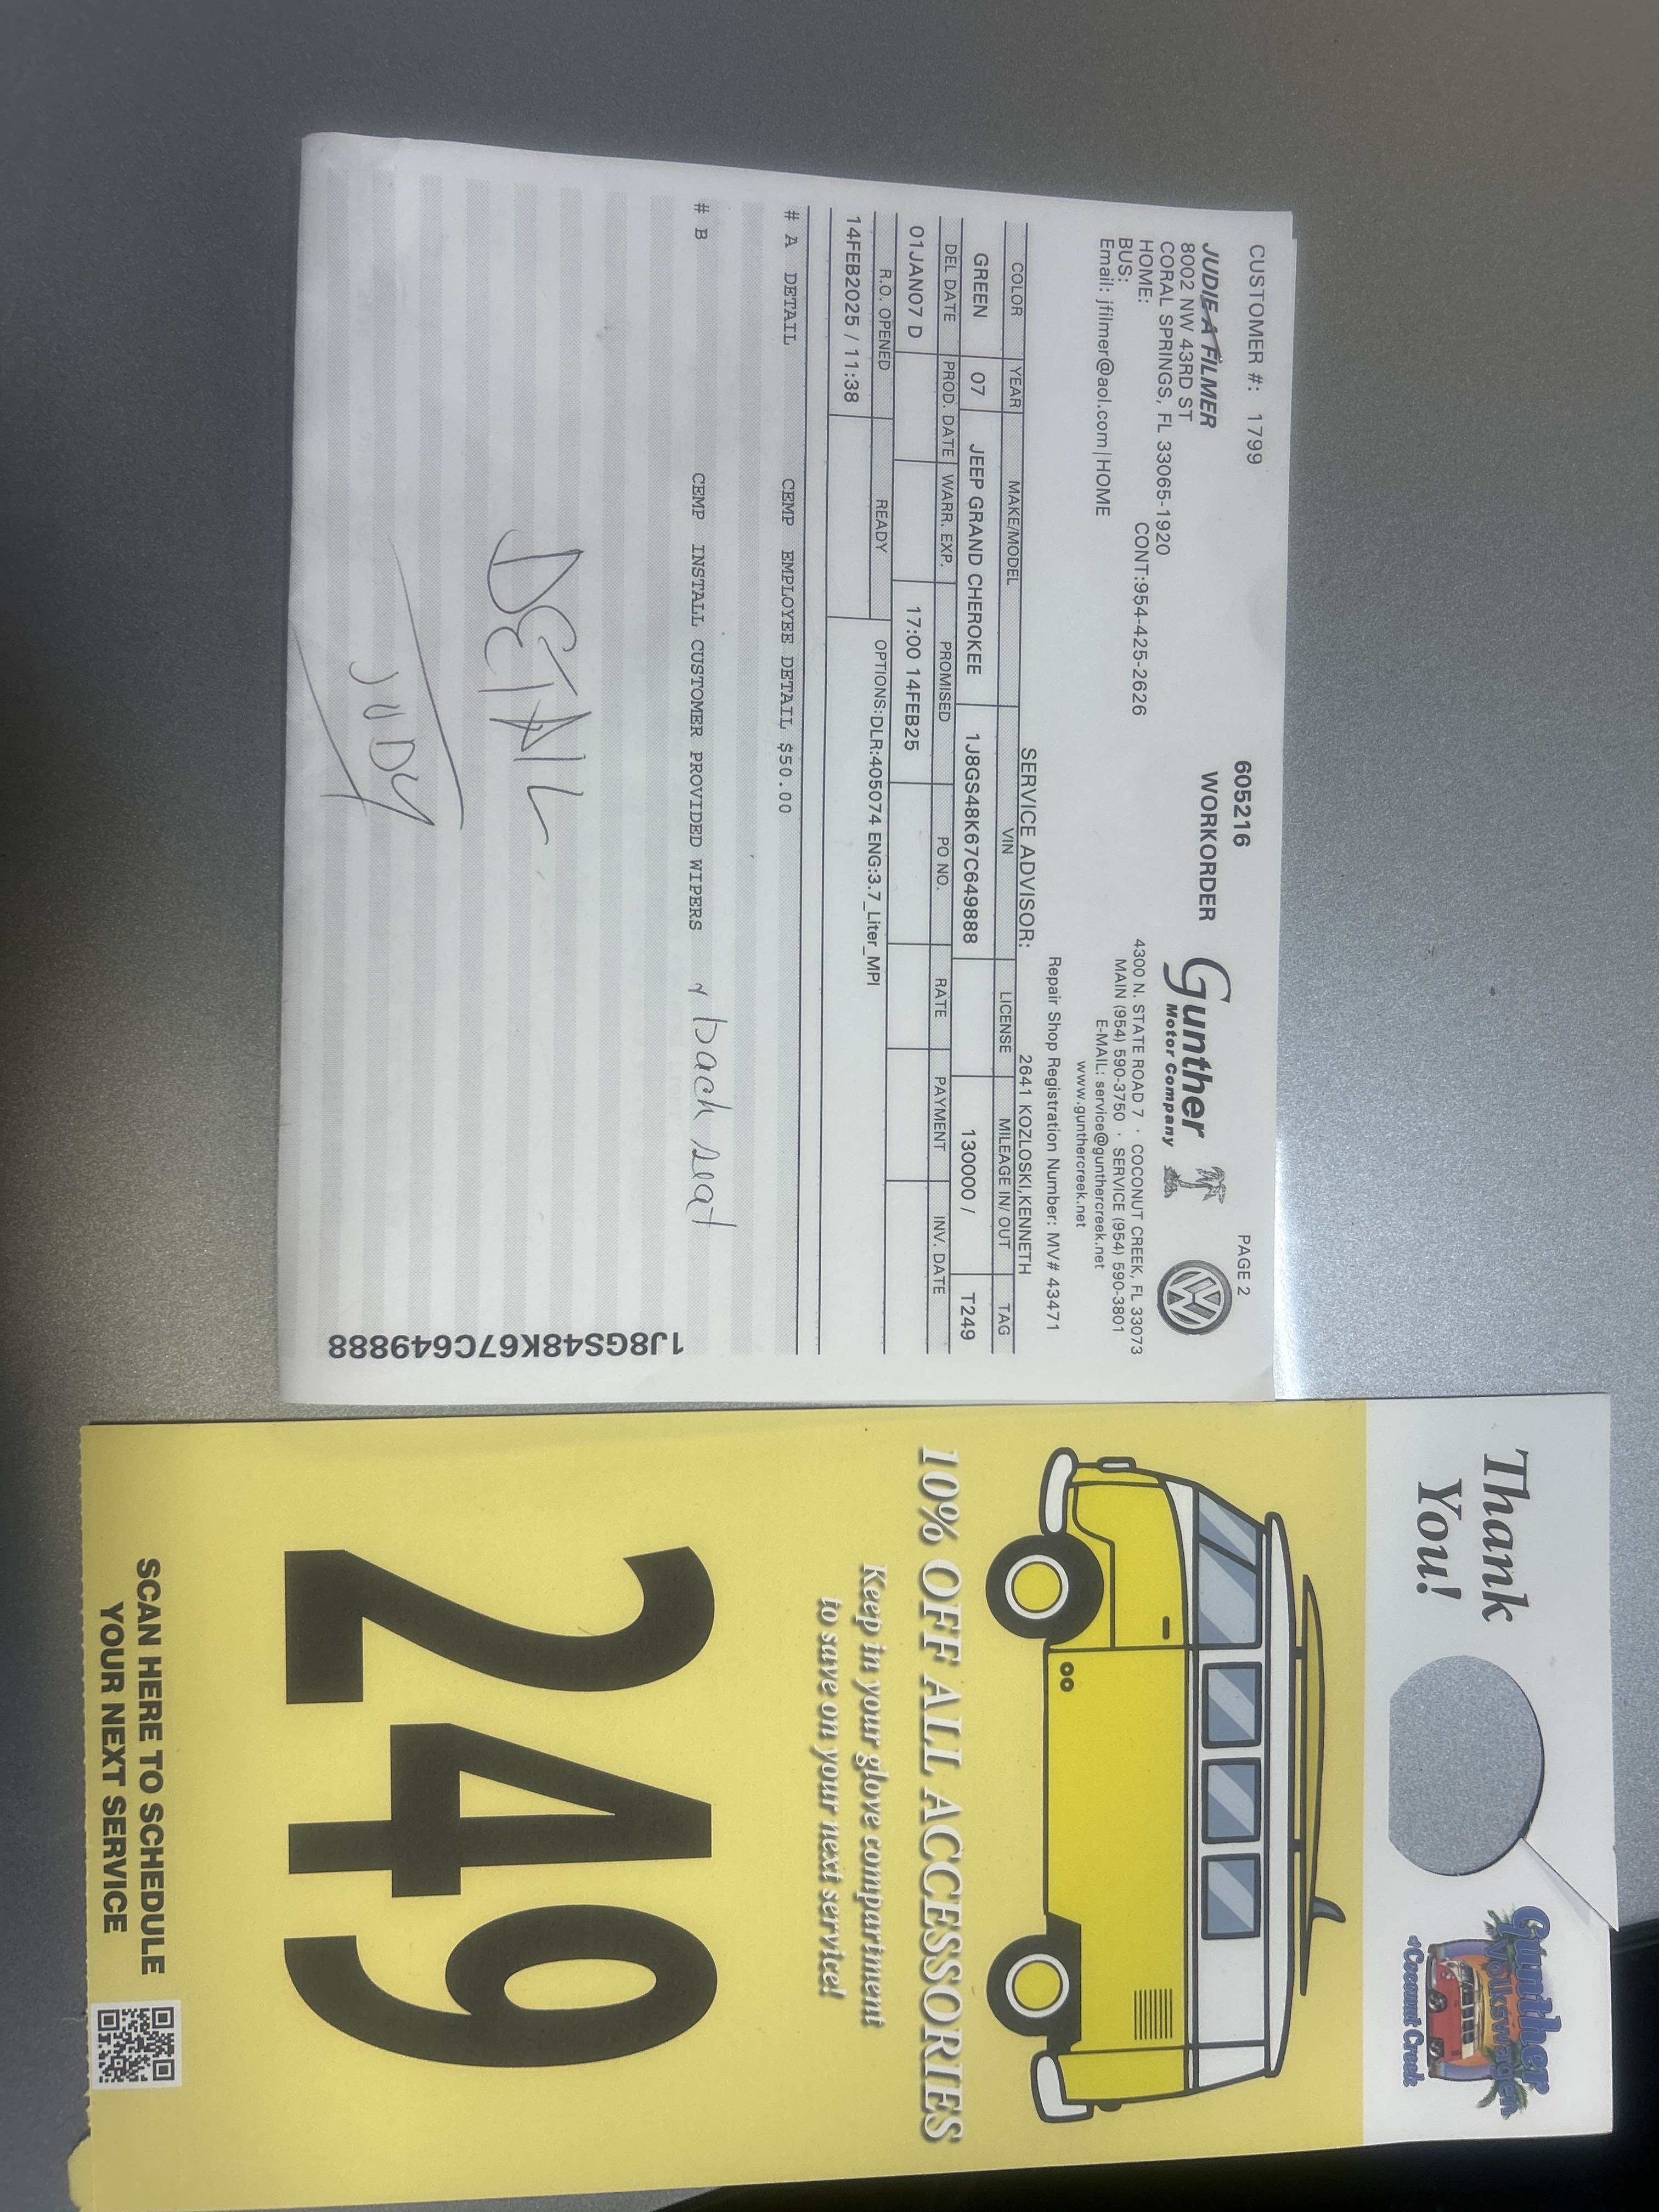 CUSTOMER #: 1799
605216
PAGE 2
JUDIE A FILMER
8002 NW 43RD ST
CORAL SPRINGS, FL 33065-1920
HOME: CONT:954-425-2626
BUS:
Email: jfilmer@aol.com|HOME
WORKORDER
Gunther
Motor Company
4300 N. STATE ROAD 7 · COCONUT CREEK, FL 33073
MAIN (954) 590-3750 · SERVICE (954) 590-3801
E-MAIL: service@gunthercreek.net
www.gunthercreek.net
Repair Shop Registration Number: MV# 43471
SERVICE ADVISOR: 2641 KOZLOSKI,KENNETH
COLOR YEAR MAKE/MODEL VIN LICENSE MILEAGE IN/ OUT TAG
GREEN 07 JEEP GRAND CHEROKEE 1J8GS48K67C649888 130000 / T249
DEL DATE PROD. DATE WARR. EXP. PROMISED PO NO. RATE PAYMENT INV. DATE
01JAN07 D 17:00 14FEB25
R.O. OPENED READY OPTIONS:DLR:405074 ENG:3.7_Liter_MPI
14FEB2025 / 11:38
# A DETAIL CEMP EMPLOYEE DETAIL $50.00
# B CEMP INSTALL CUSTOMER PROVIDED WIPERS & back seat
DETAIL
JUDY
1J8GS48K67C649888
Thank
You!
Gunther
Volkswagen
of Coconut Creek
10% OFF ALL ACCESSORIES
Keep in your glove compartment
to save on your next service!
249
SCAN HERE TO SCHEDULE
YOUR NEXT SERVICE